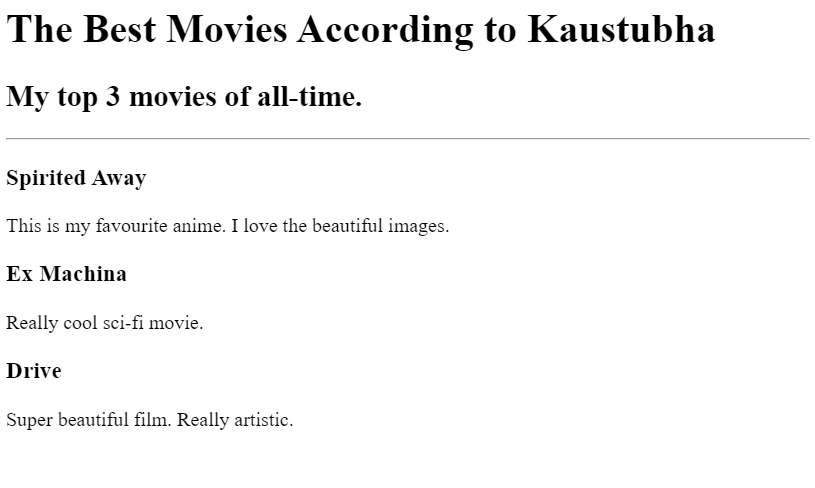 The Best Movies According to Kaustubha
My top 3 movies of all-time.
Spirited Away
This is my favourite anime. I love the beautiful images.
Ex Machina
Really cool sci-fi movie.
Drive
Super beautiful film. Really artistic.